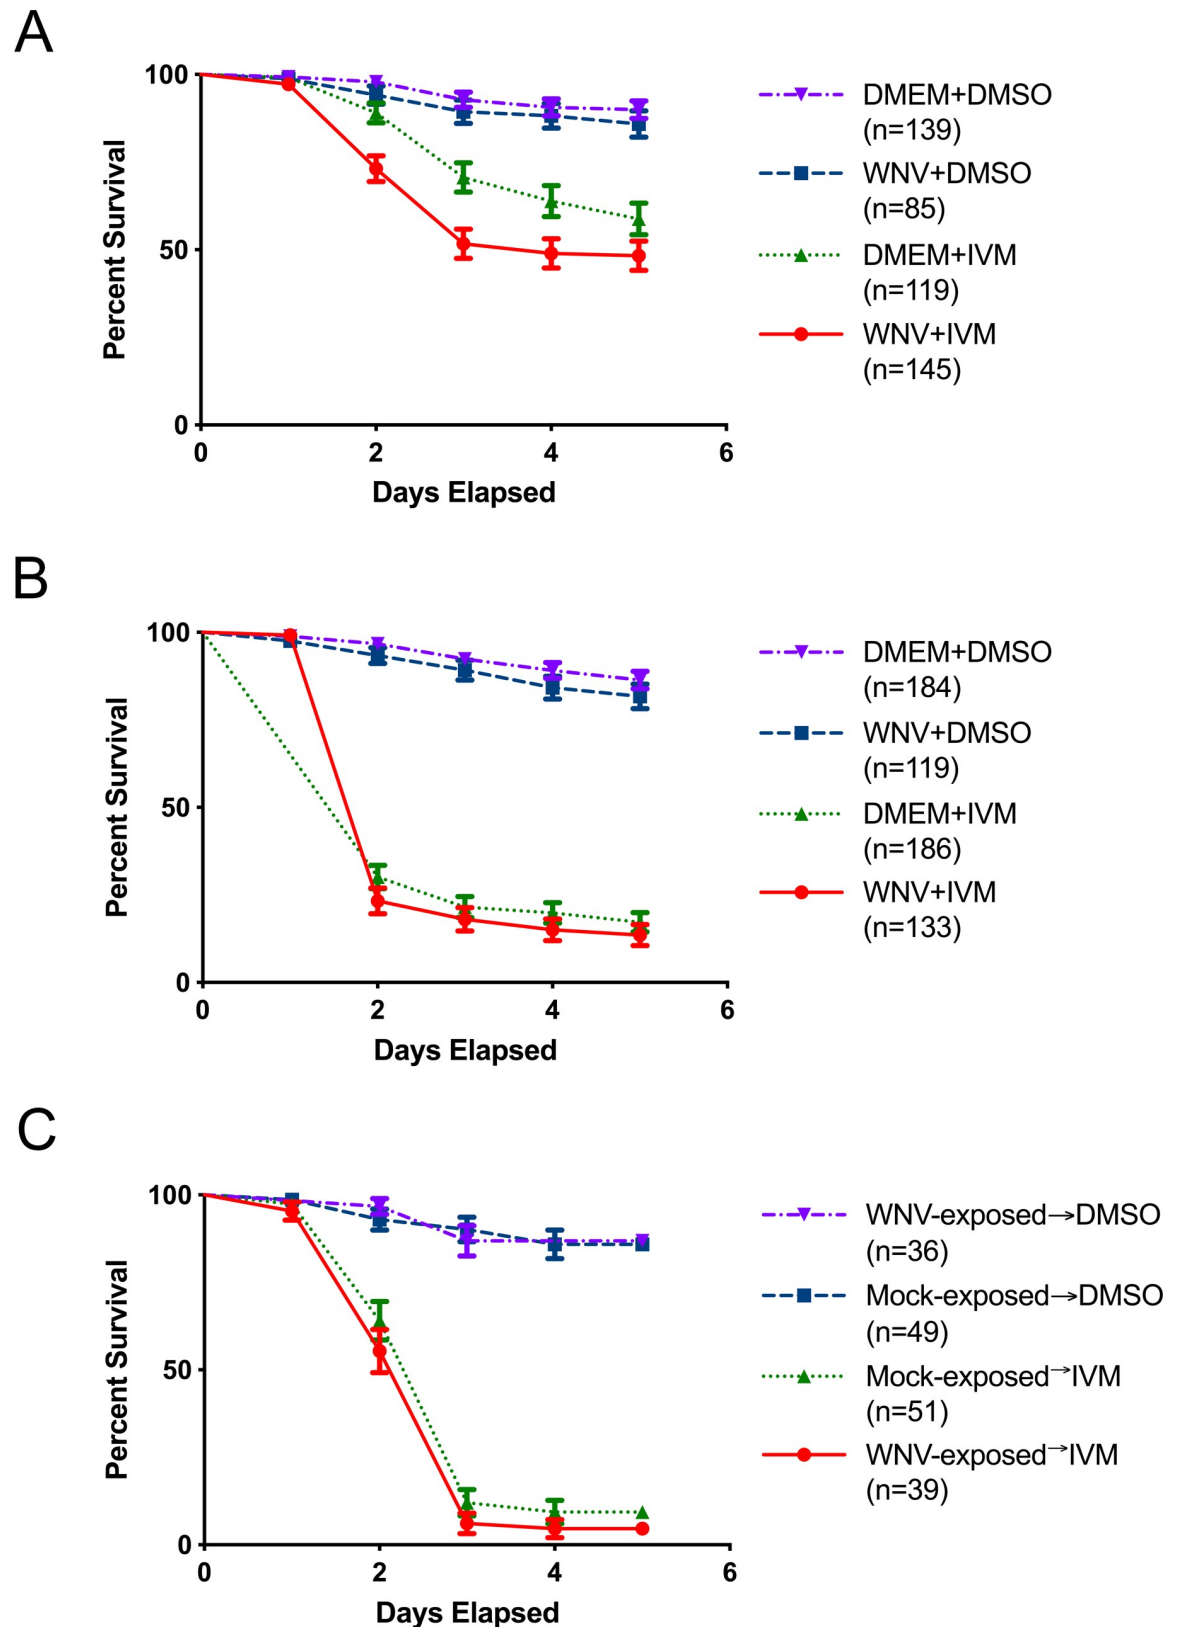 A
100
50
0
0
2
4
6
Percent Survival
Days Elapsed
DMEM+DMSO
(n=139)
WNV+DMSO
(n=85)
DMEM+IVM
(n=119)
WNV+IVM
(n=145)
B
100
50
0
0
2
4
6
Percent Survival
Days Elapsed
DMEM+DMSO
(n=184)
WNV+DMSO
(n=119)
DMEM+IVM
(n=186)
WNV+IVM
(n=133)
C
100
50
0
0
2
4
6
Percent Survival
Days Elapsed
WNV-exposed→DMSO
(n=36)
Mock-exposed→DMSO
(n=49)
Mock-exposed→IVM
(n=51)
WNV-exposed→IVM
(n=39)